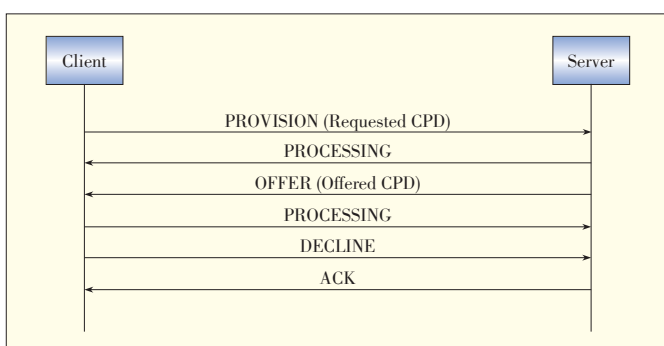 Client
Server
PROVISION (Requested CPD)
PROCESSING
OFFER (Offered CPD)
PROCESSING
DECLINE
ACK